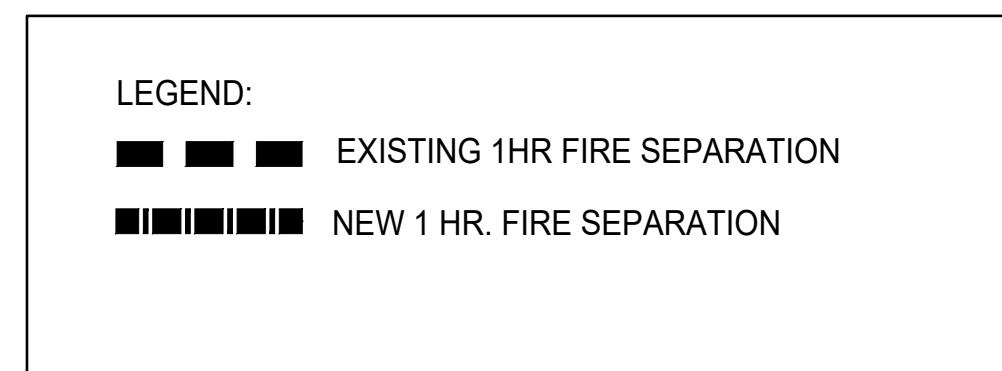 LEGEND:
EXISTING 1HR FIRE SEPARATION
NEW 1 HR. FIRE SEPARATION